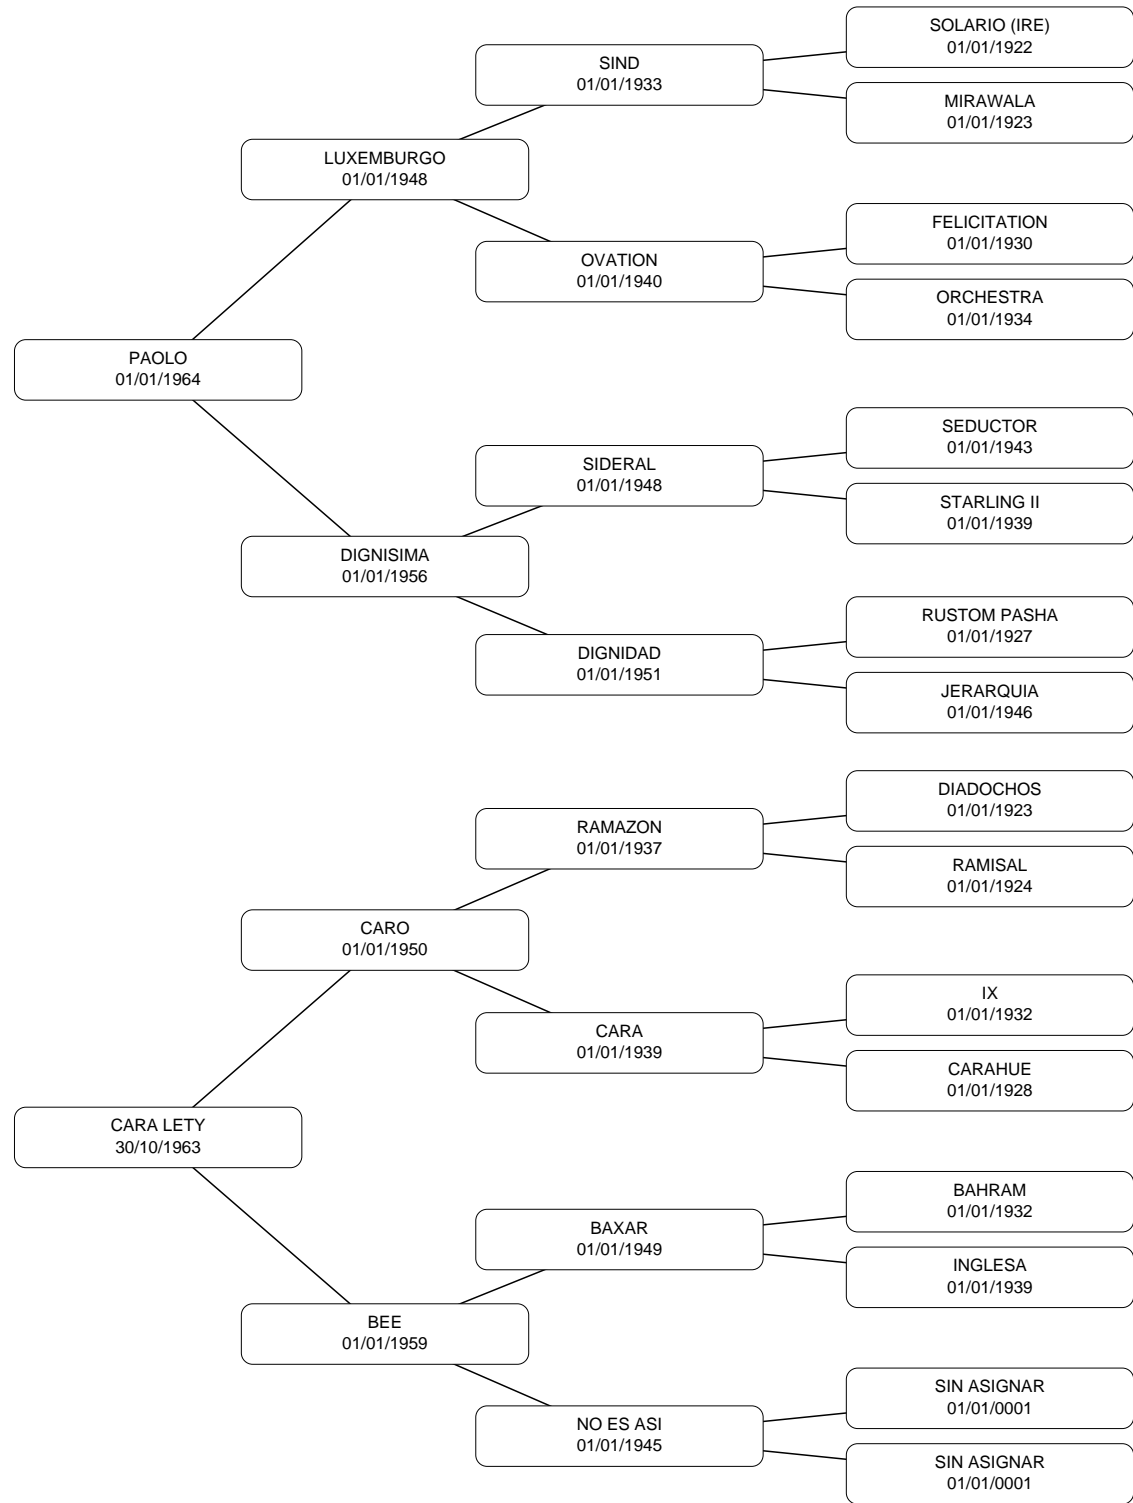 SOLARIO (IRE)
01/01/1922
SIND
01/01/1933
MIRAWALA
01/01/1923
LUXEMBURGO
01/01/1948
FELICITATION
01/01/1930
OVATION
01/01/1940
ORCHESTRA
01/01/1934
PAOLO
01/01/1964
SEDUCTOR
01/01/1943
SIDERAL
01/01/1948
STARLING II
01/01/1939
DIGNISIMA
01/01/1956
RUSTOM PASHA
01/01/1927
DIGNIDAD
01/01/1951
JERARQUIA
01/01/1946
DIADOCHOS
01/01/1923
RAMAZON
01/01/1937
RAMISAL
01/01/1924
CARO
01/01/1950
IX
01/01/1932
CARA
01/01/1939
CARAHUE
01/01/1928
CARA LETY
30/10/1963
BAHRAM
01/01/1932
BAXAR
01/01/1949
INGLESA
01/01/1939
BEE
01/01/1959
SIN ASIGNAR
01/01/0001
NO ES ASI
01/01/1945
SIN ASIGNAR
01/01/0001